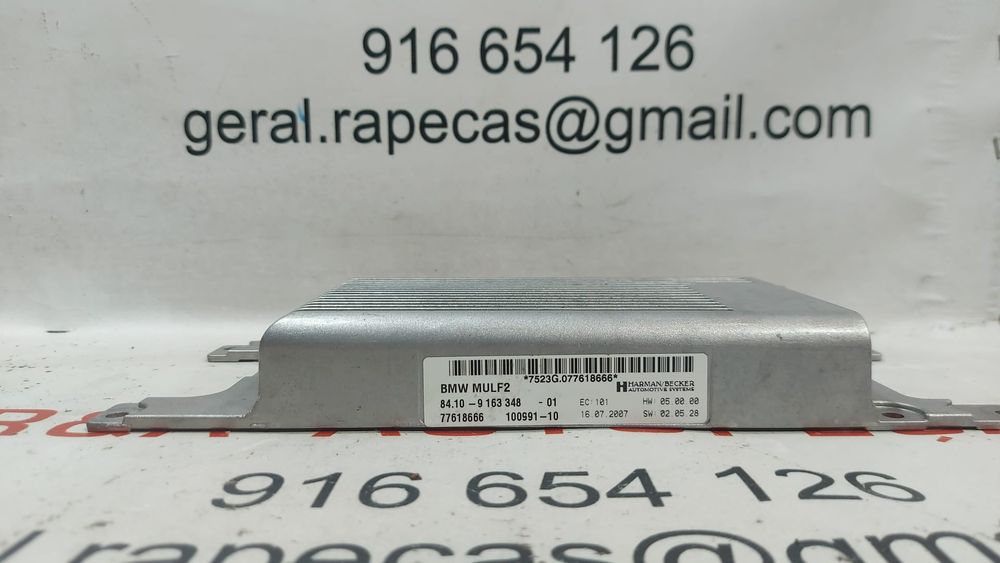 916 654 126
geral.rapecas@gmail.com
*7523G.077618666*
BMW MULF2
HARMAN/BECKER
AUTOMOTIVE SYSTEMS
84.10 - 9 163 348 - 01 EC:101 HW: 05.00.00
77618666 100991-10 16.07.2007 SW: 02.05.28
916 654 126
.rapecas@gmail.